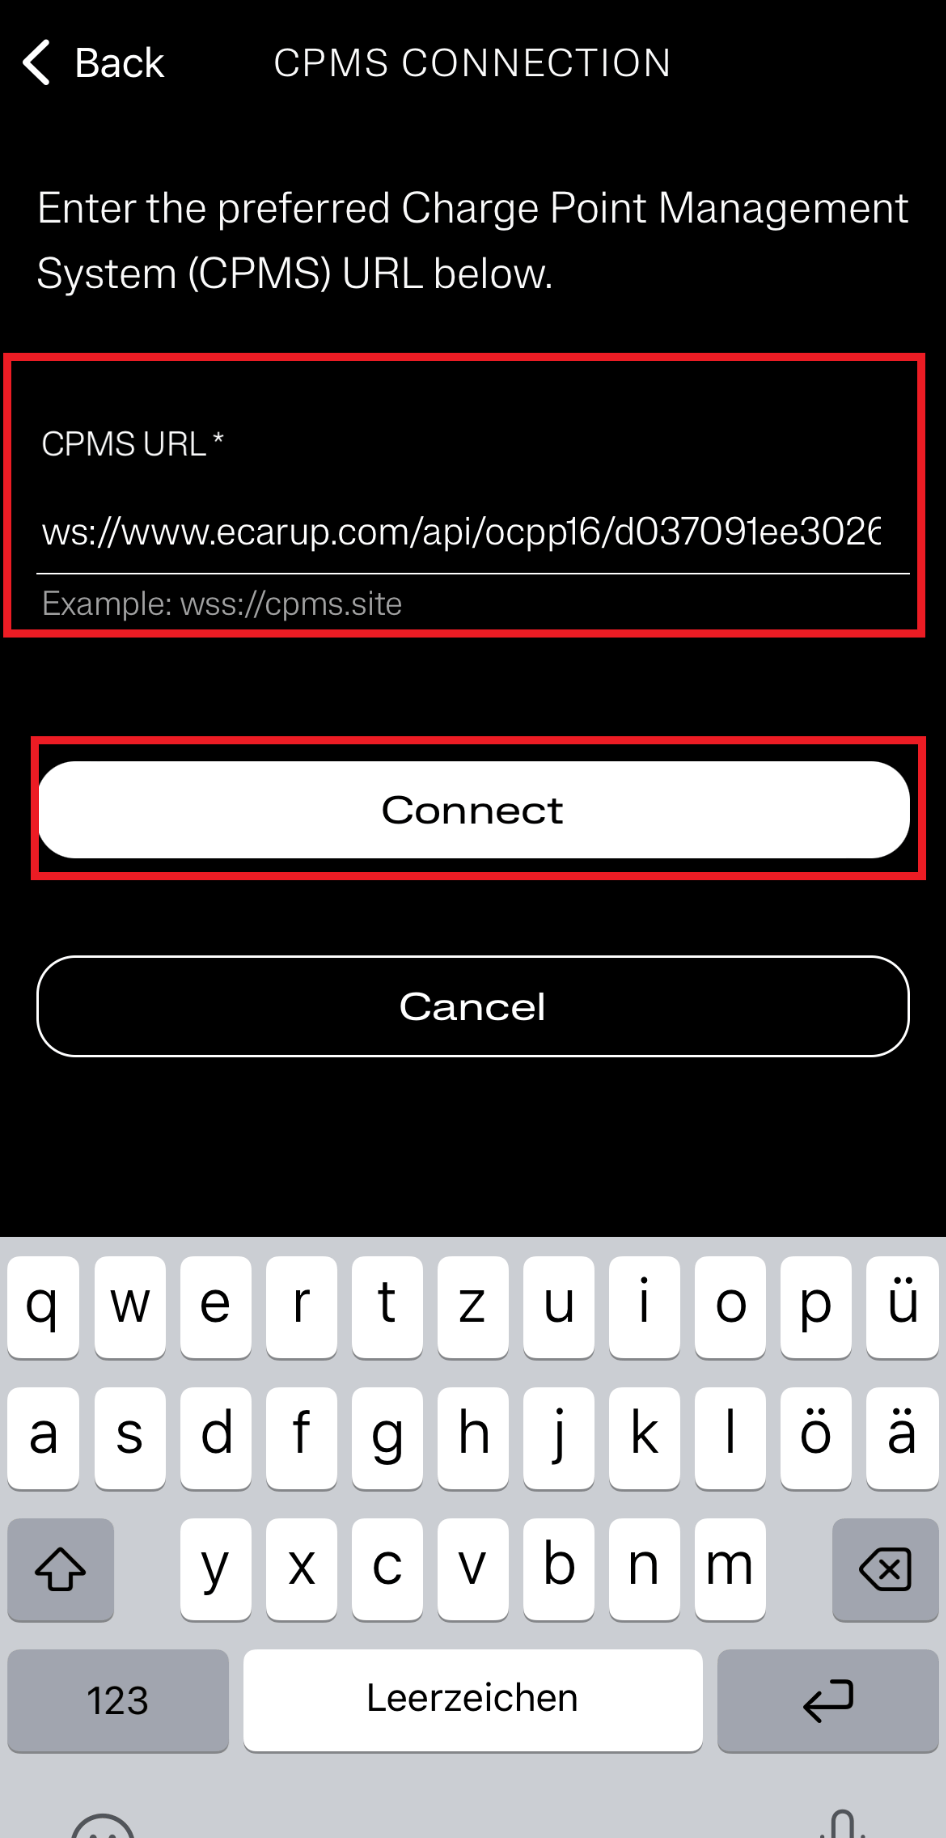 Back
CPMS CONNECTION
Enter the preferred Charge Point Management
System (CPMS) URL below.
CPMS URL *
ws://www.ecarup.com/api/ocpp16/d037091ee3026
Example: wss://cpms.site
Connect
Cancel
q w e r t z u i o p ü
a s d f g h j k l ö ä
y x c v b n m
123 Leerzeichen